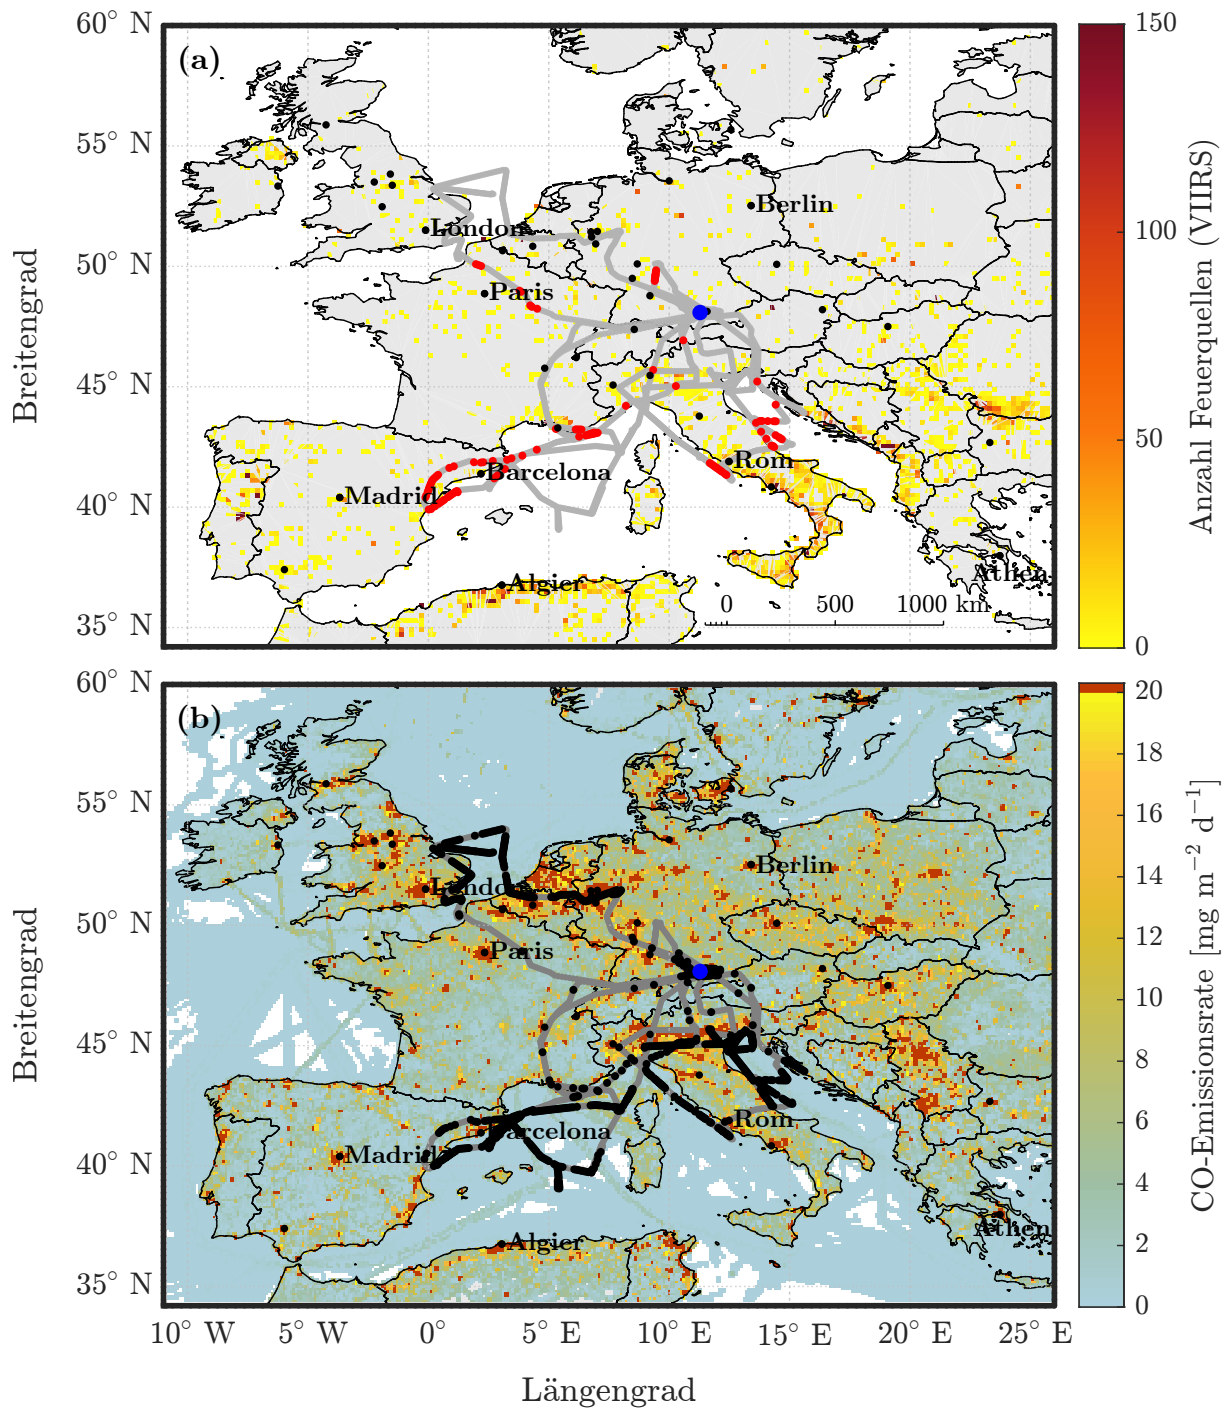 60° N
(a)
150
55° N
Berlin
London
100
50° N
Paris
45° N
50
Rom
Barcelona
Madrid
40° N
Algier
Athen
0 500 1000 km
35° N
0
Breitengrad
Anzahl Feuerquellen (VIIRS)
60° N
(b)
20
18
55° N
16
Berlin
London
14
50° N
Paris
12
10
45° N
8
Rom
Barcelona
6
Madrid
40° N
4
Athen
Algier
2
35° N
0
Breitengrad
CO-Emissionsrate [mg m⁻² d⁻¹]
10° W 5° W 0° 5° E 10° E 15° E 20° E 25° E
Längengrad